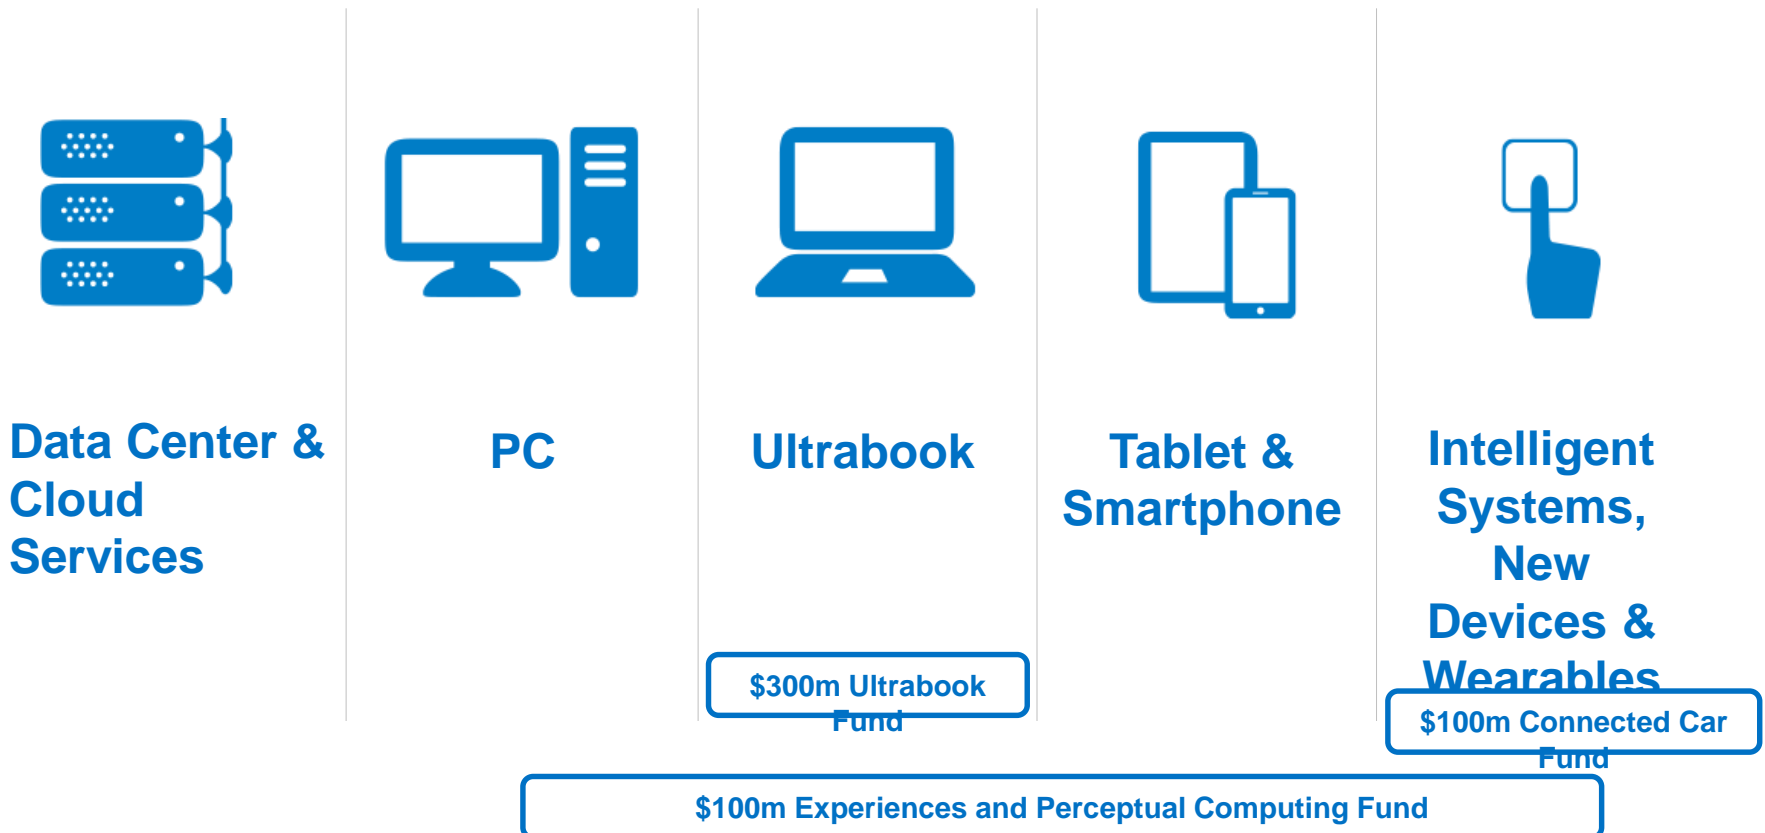 Data Center &
Cloud
Services
PC
Ultrabook
Tablet &
Smartphone
Intelligent
Systems,
New
Devices &
Wearables
$300m Ultrabook
Fund
$100m Connected Car
Fund
$100m Experiences and Perceptual Computing Fund